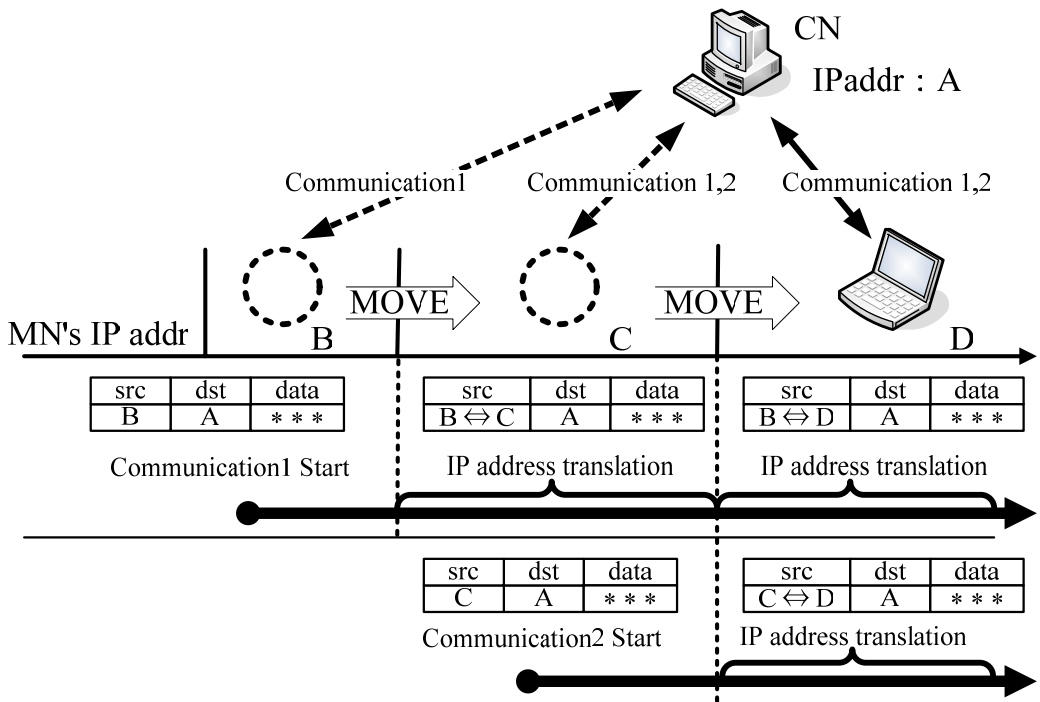 CN
IPaddr : A
Communication1
Communication 1,2
Communication 1,2
MOVE
MOVE
MN's IP addr
B
C
D
src dst data
B A ***
src dst data
B ⇔ C A ***
src dst data
B ⇔ D A ***
Communication1 Start
IP address translation
IP address translation
src dst data
C A ***
src dst data
C ⇔ D A ***
Communication2 Start
IP address translation